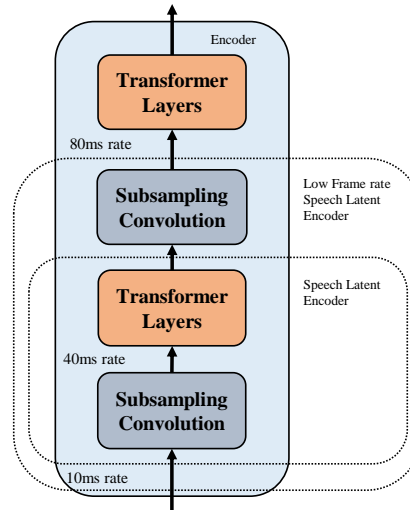 Encoder
Transformer
Layers
80ms rate
Subsampling
Convolution
Low Frame rate
Speech Latent
Encoder
Transformer
Layers
Speech Latent
Encoder
40ms rate
Subsampling
Convolution
10ms rate